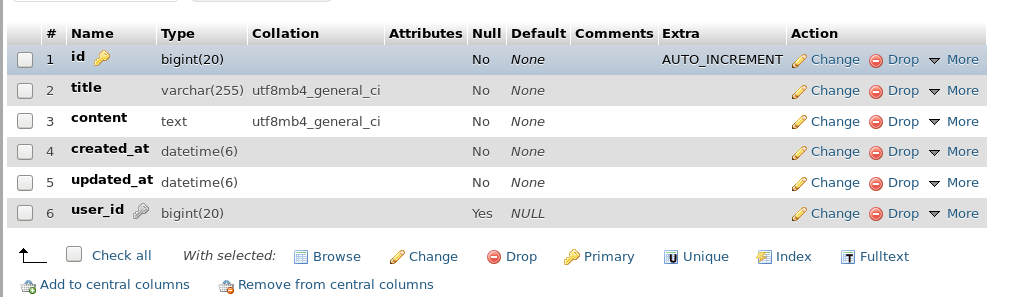 # Name Type Collation Attributes Null Default Comments Extra Action
1 id bigint(20) No None AUTO_INCREMENT Change Drop More
2 title varchar(255) utf8mb4_general_ci No None Change Drop More
3 content text utf8mb4_general_ci No None Change Drop More
4 created_at datetime(6) No None Change Drop More
5 updated_at datetime(6) No None Change Drop More
6 user_id bigint(20) Yes NULL Change Drop More
Check all With selected: Browse Change Drop Primary Unique Index Fulltext
Add to central columns Remove from central columns